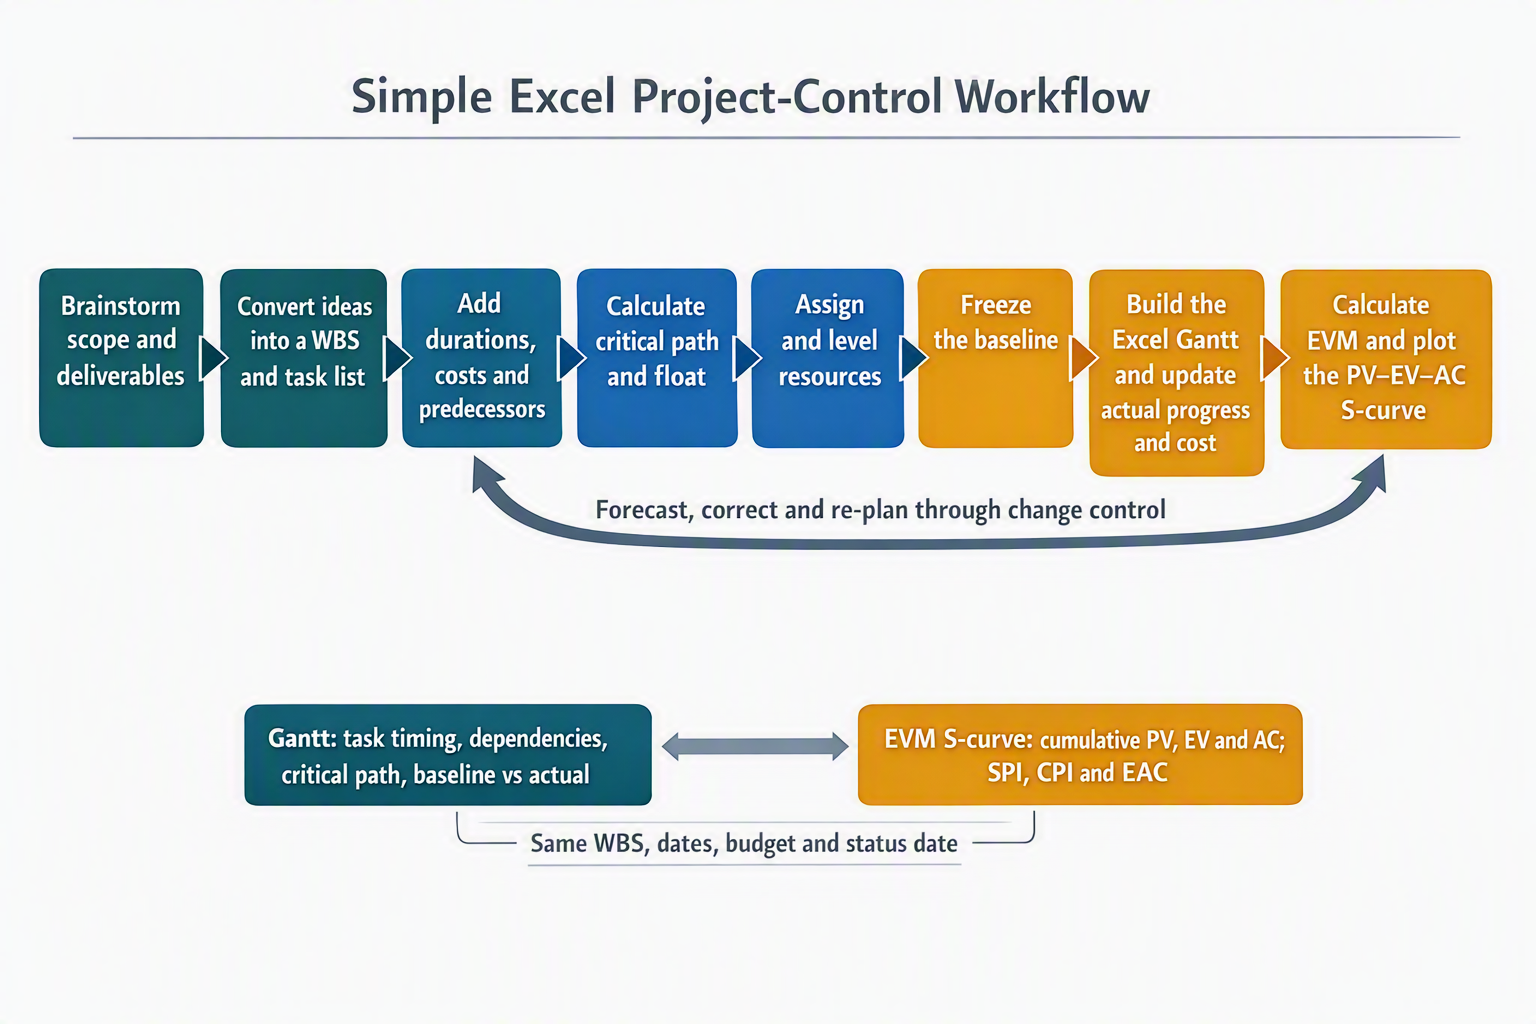 Simple Excel Project-Control Workflow
Brainstorm
scope and
deliverables
Convert ideas
into a WBS
and task list
Add
durations,
costs and
predecessors
Calculate
critical path
and float
Assign
and level
resources
Freeze
the baseline
Build the
Excel Gantt
and update
actual progress
and cost
Calculate
EVM and plot
the PV–EV–AC
S-curve
Forecast, correct and re-plan through change control
Gantt: task timing, dependencies,
critical path, baseline vs actual
EVM S-curve: cumulative PV, EV and AC;
SPI, CPI and EAC
Same WBS, dates, budget and status date